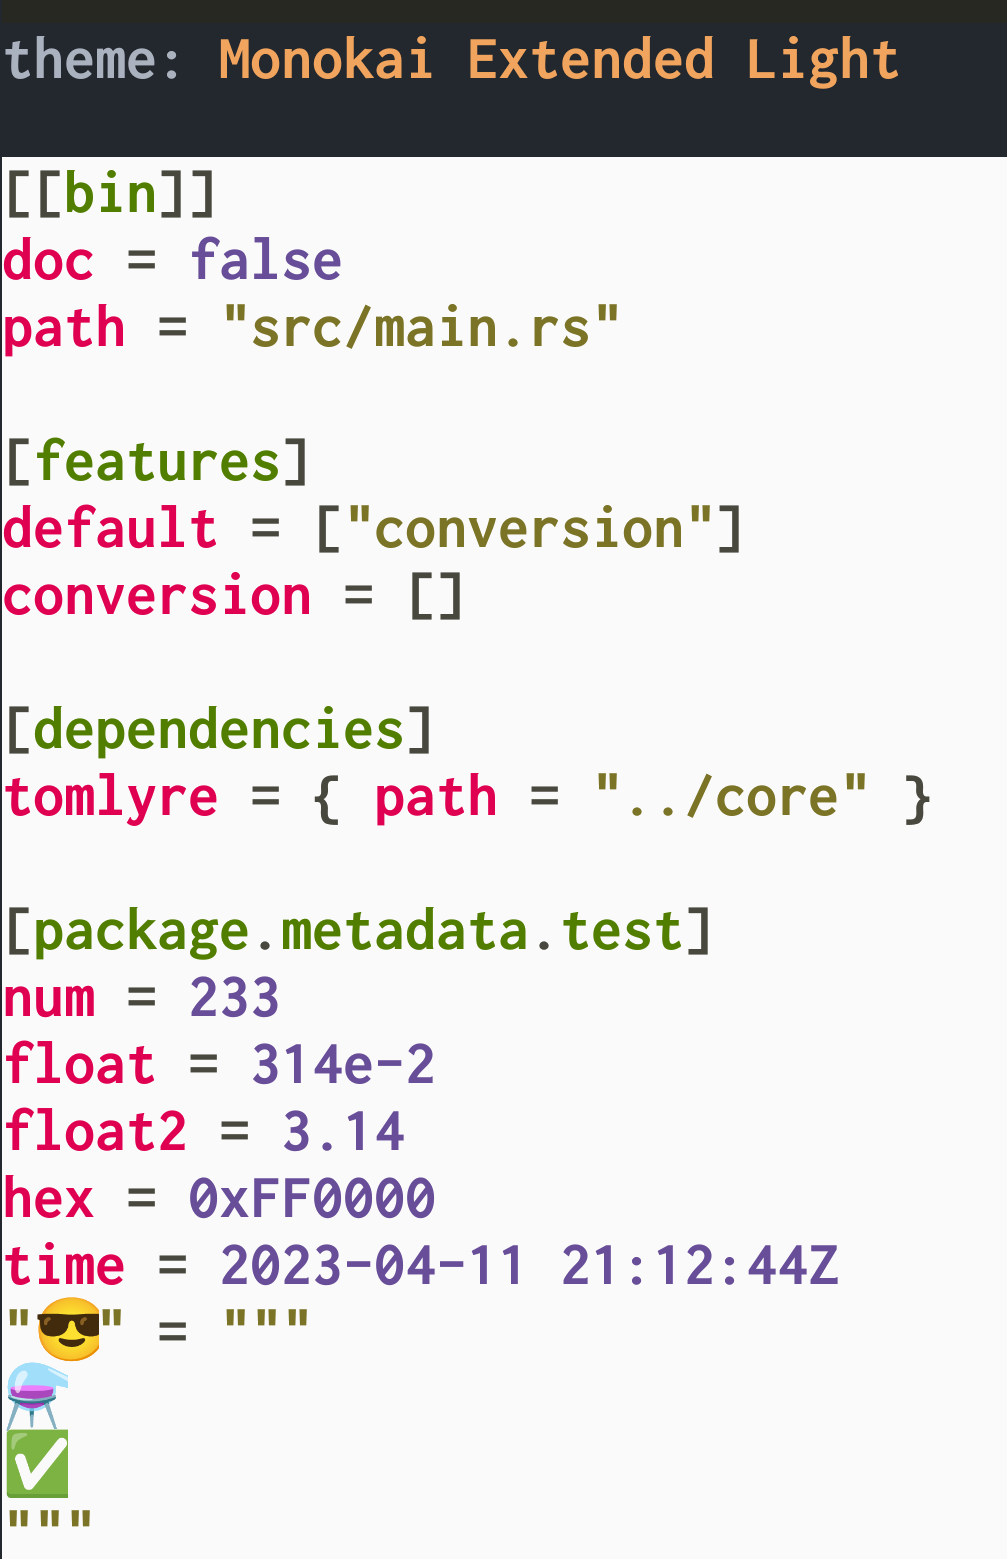 theme: Monokai Extended Light
[[bin]]
doc = false
path = "src/main.rs"
[features]
default = ["conversion"]
conversion = []
[dependencies]
tomlyre = { path = "../core" }
[package.metadata.test]
num = 233
float = 314e-2
float2 = 3.14
hex = 0xFF0000
time = 2023-04-11 21:12:44Z
"😎" = """
⚗️
✅
"""